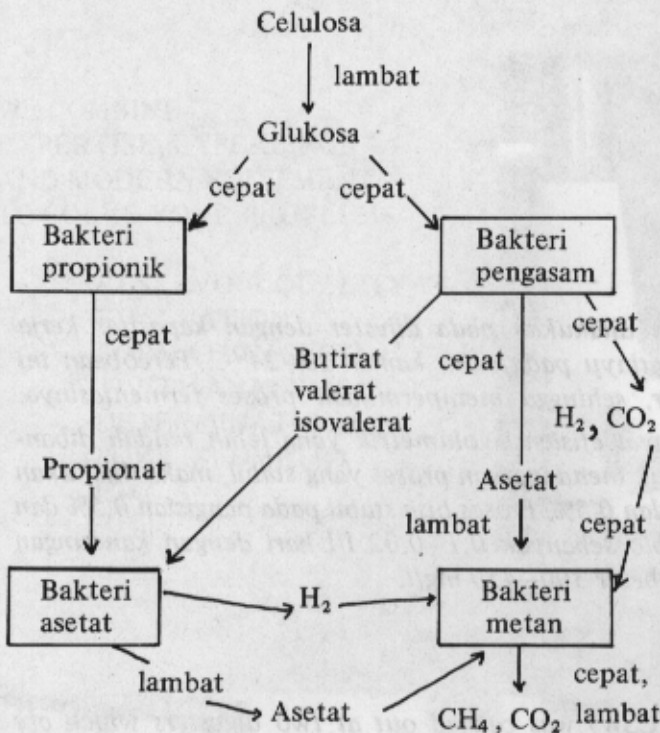 Celulosa
lambat
Glukosa
cepat
cepat
Bakteri
propionik
Bakteri
pengasam
cepat
Butirat
valerat
isovalerat
cepat
cepat
H₂, CO₂
Propionat
Asetat
lambat
cepat
Bakteri
asetat
H₂
Bakteri
metan
lambat
Asetat
CH₄, CO₂
cepat,
lambat